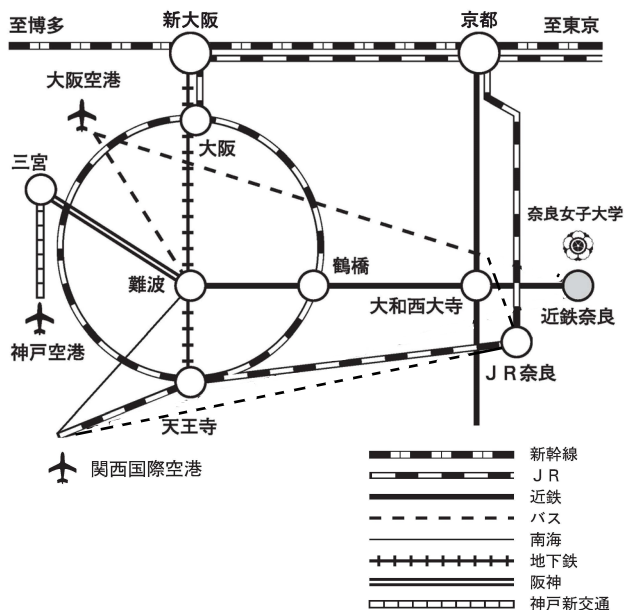 至博多
新大阪
京都
至東京
大阪空港
大阪
三宮
奈良女子大学
鶴橋
難波
大和西大寺
近鉄奈良
神戸空港
JR奈良
天王寺
関西国際空港
新幹線
JR
近鉄
バス
南海
地下鉄
阪神
神戸新交通